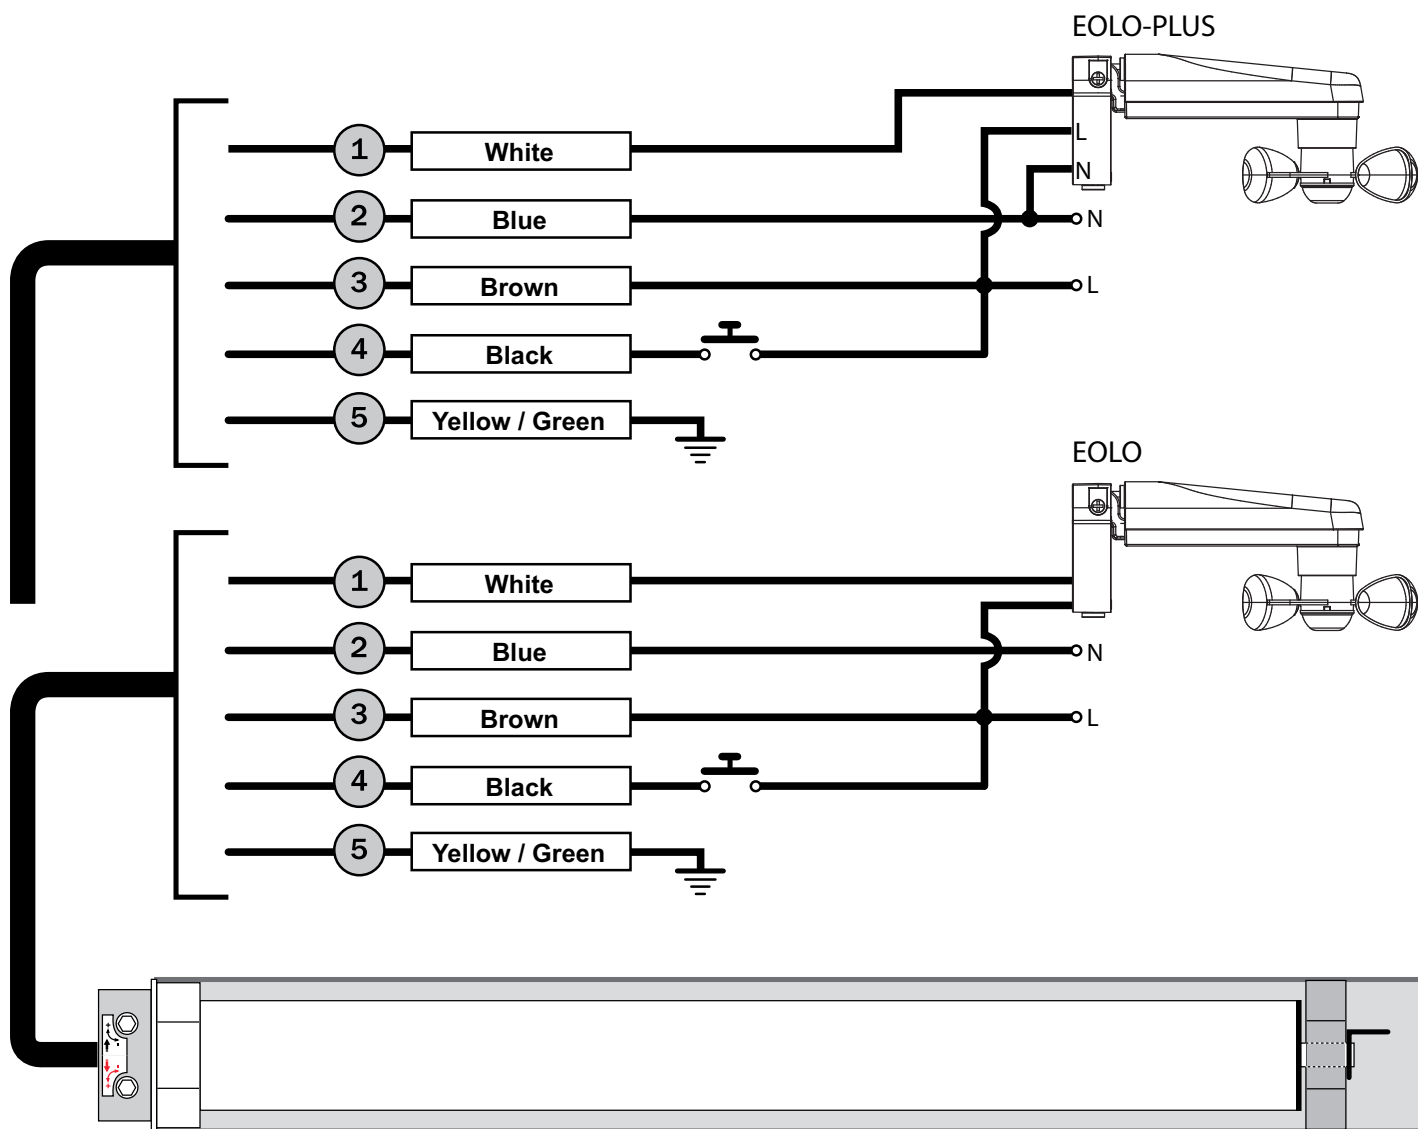 EOLO-PLUS
1 White
L
N
2 Blue N
3 Brown L
4 Black
5 Yellow / Green
EOLO
1 White
2 Blue N
3 Brown L
4 Black
5 Yellow / Green
+ -
- +